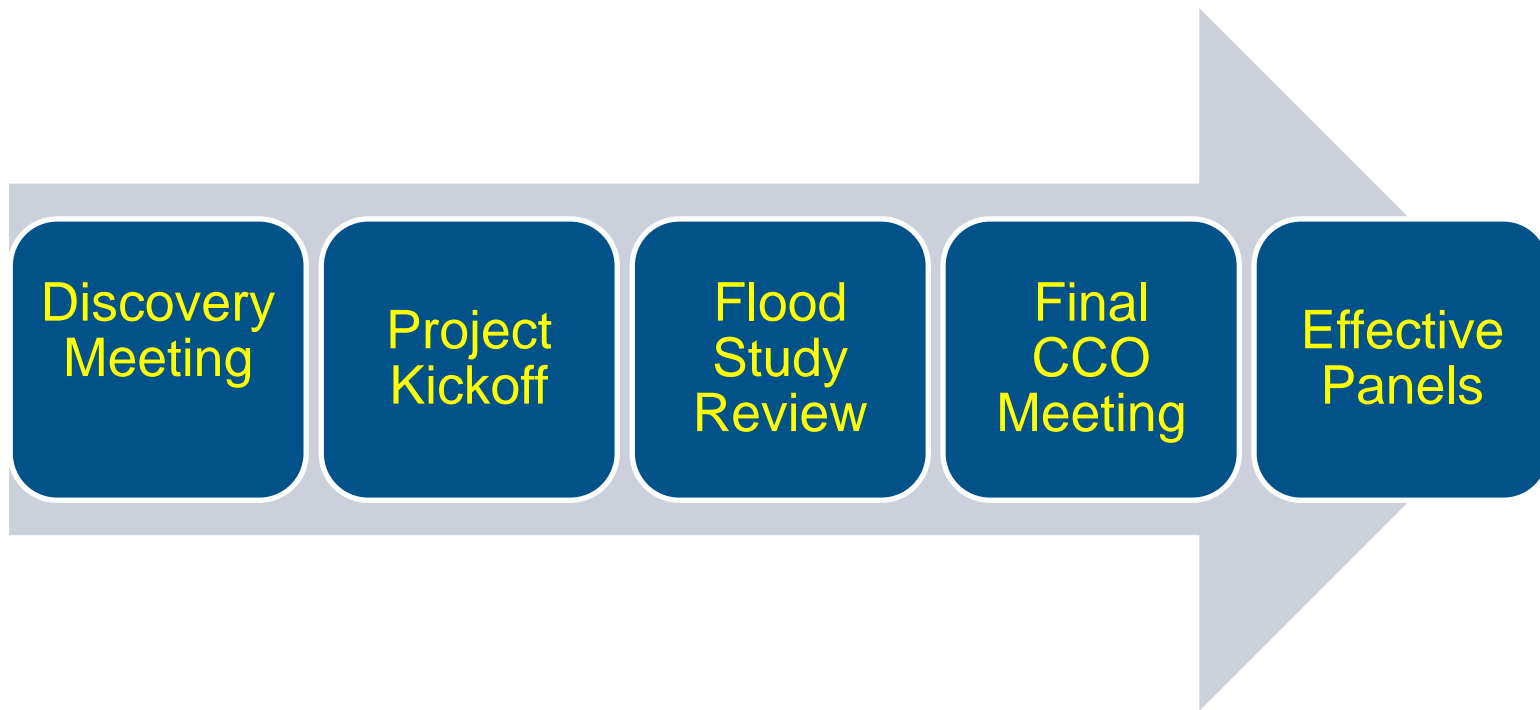 Discovery
Meeting
Project
Kickoff
Flood
Study
Review
Final
CCO
Meeting
Effective
Panels